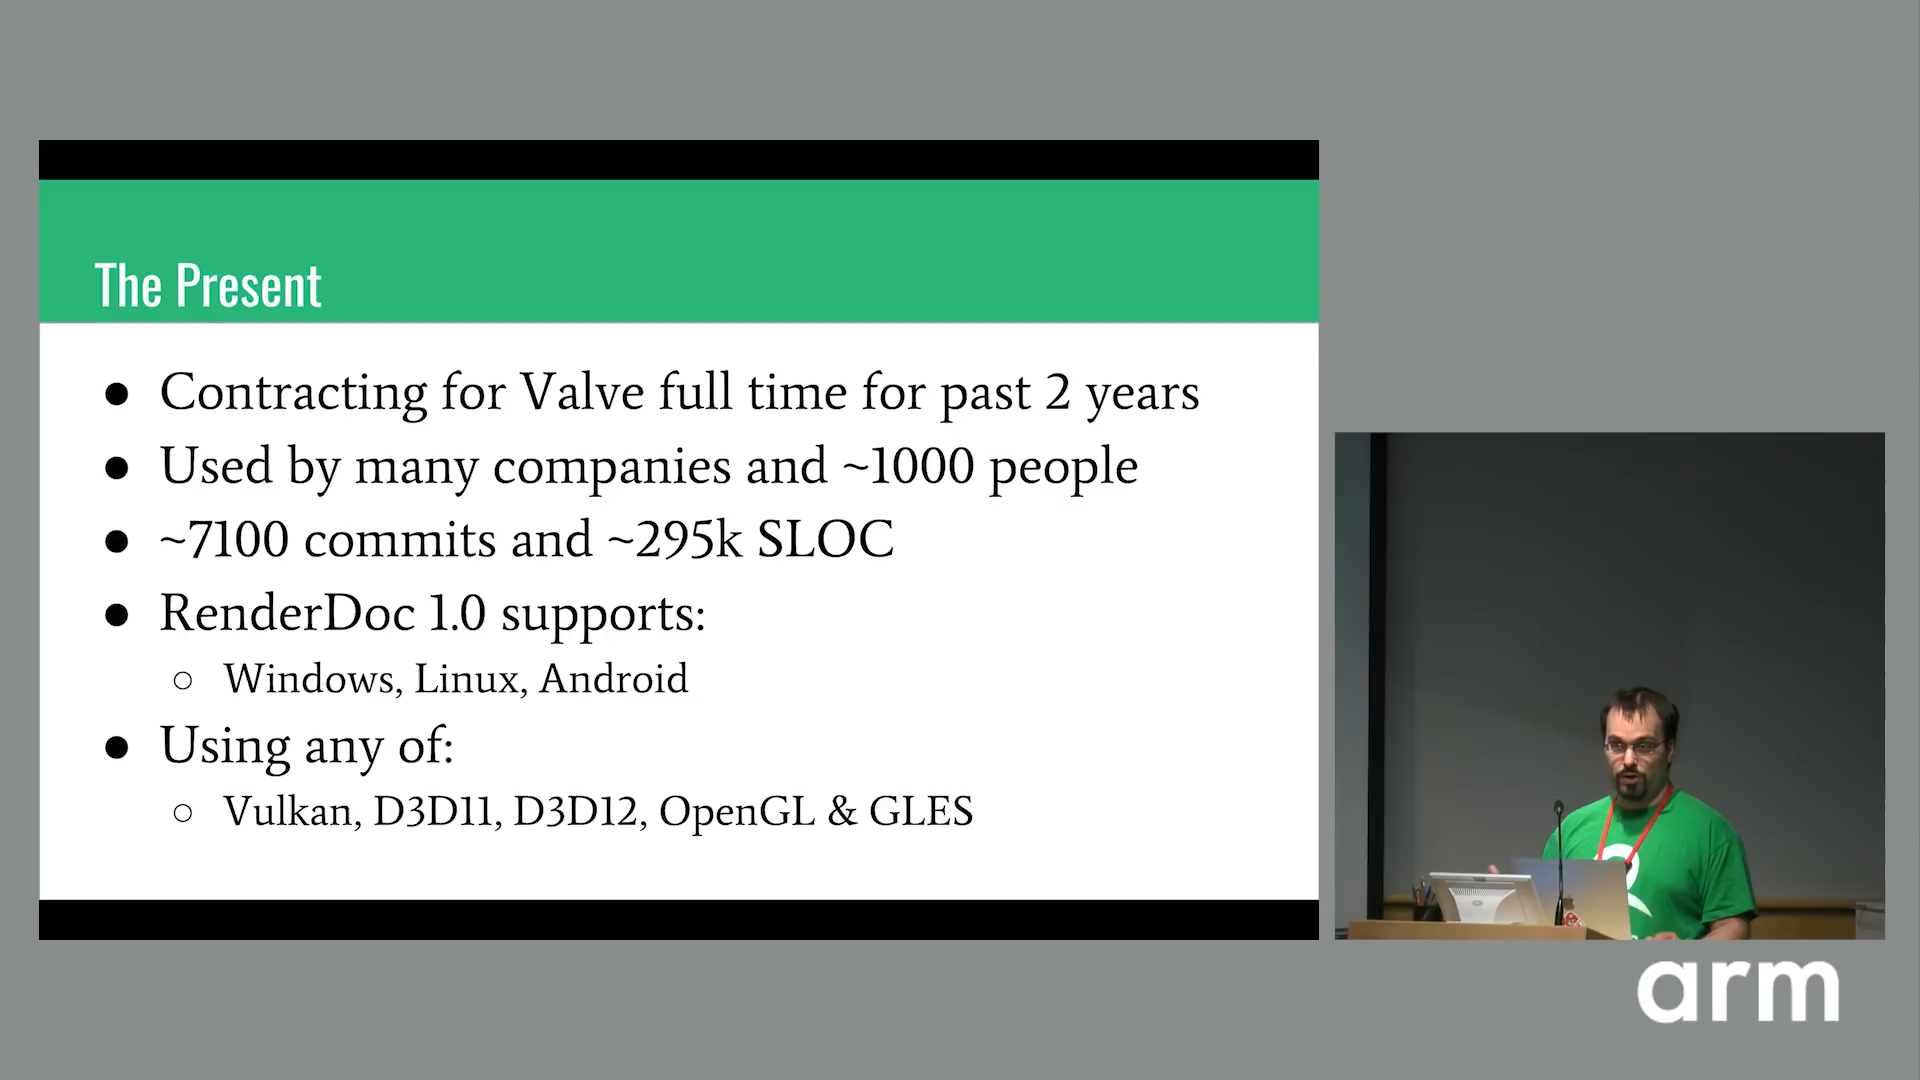 The Present
● Contracting for Valve full time for past 2 years
● Used by many companies and ~1000 people
● ~7100 commits and ~295k SLOC
● RenderDoc 1.0 supports:
○ Windows, Linux, Android
● Using any of:
○ Vulkan, D3D11, D3D12, OpenGL & GLES
arm